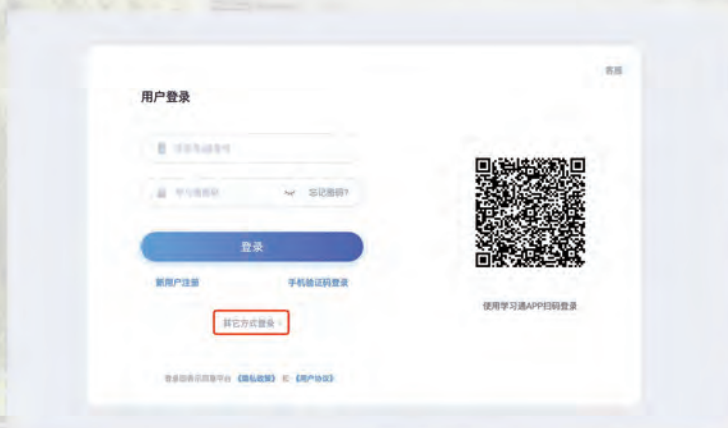 客服
用户登录
忘记密码?
登录
新用户注册 手机验证码登录
其它方式登录
使用学习通APP扫码登录
《隐私政策》 和 《用户协议》